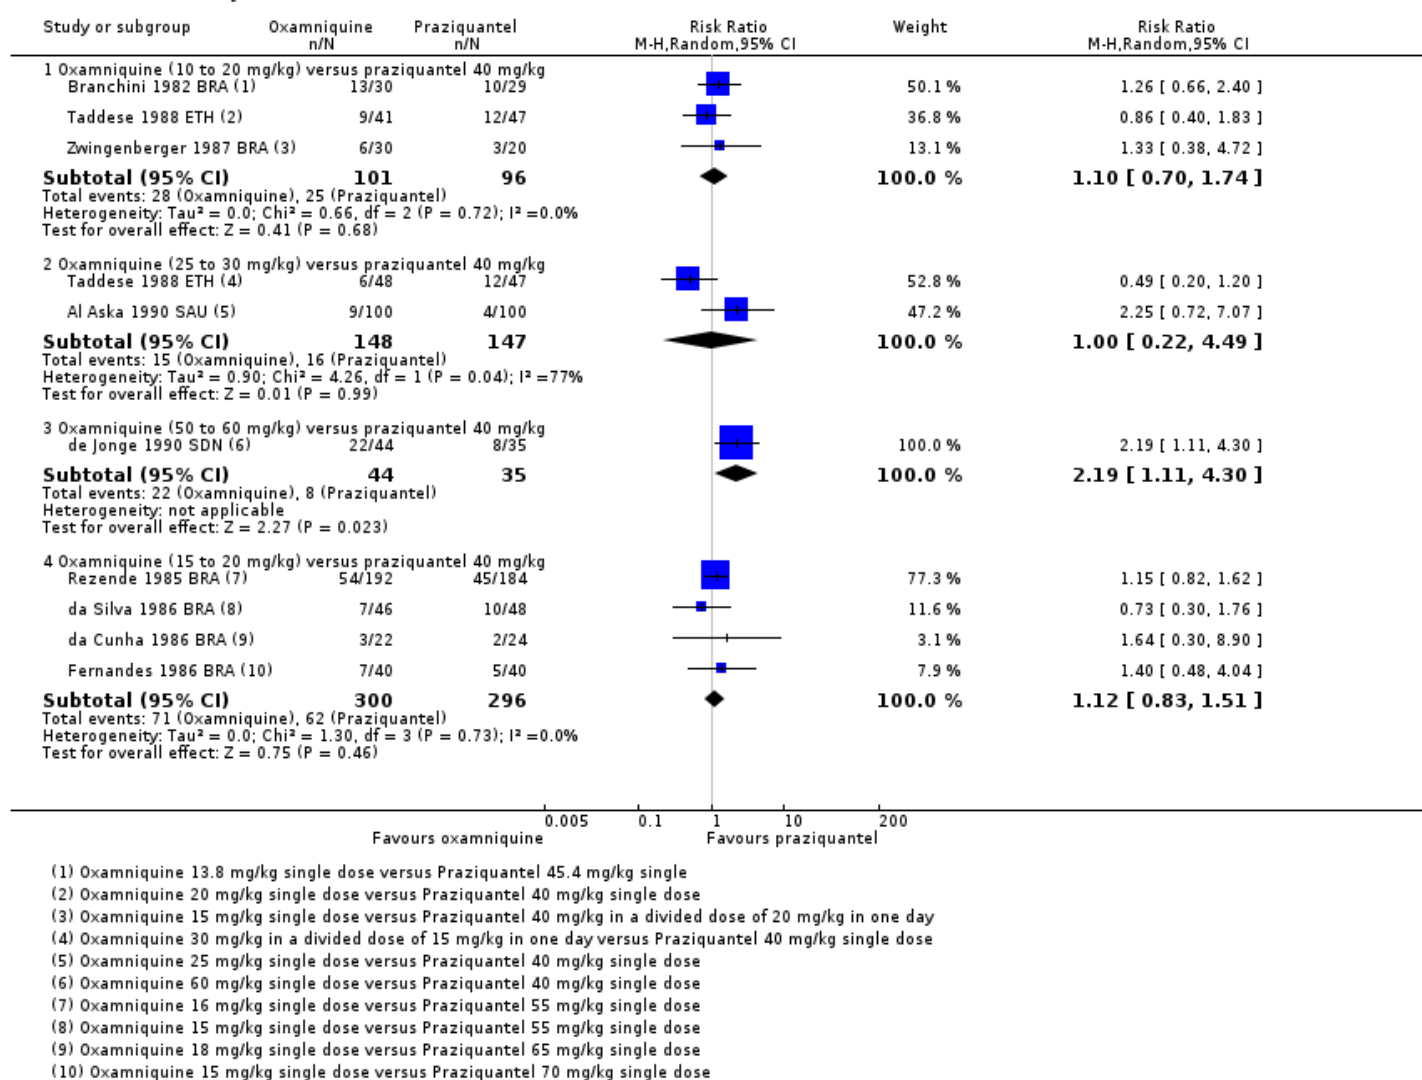 Study or subgroup Oxamniquine Praziquantel Risk Ratio Weight Risk Ratio
n/N n/N M-H,Random,95% CI M-H,Random,95% CI
1 Oxamniquine (10 to 20 mg/kg) versus praziquantel 40 mg/kg
Branchini 1982 BRA (1) 13/30 10/29 50.1 % 1.26 [ 0.66, 2.40 ]
Taddese 1988 ETH (2) 9/41 12/47 36.8 % 0.86 [ 0.40, 1.83 ]
Zwingenberger 1987 BRA (3) 6/30 3/20 13.1 % 1.33 [ 0.38, 4.72 ]
Subtotal (95% CI) 101 96 100.0 % 1.10 [ 0.70, 1.74 ]
Total events: 28 (Oxamniquine), 25 (Praziquantel)
Heterogeneity: Tau² = 0.0; Chi² = 0.66, df = 2 (P = 0.72); I² =0.0%
Test for overall effect: Z = 0.41 (P = 0.68)
2 Oxamniquine (25 to 30 mg/kg) versus praziquantel 40 mg/kg
Taddese 1988 ETH (4) 6/48 12/47 52.8 % 0.49 [ 0.20, 1.20 ]
Al Aska 1990 SAU (5) 9/100 4/100 47.2 % 2.25 [ 0.72, 7.07 ]
Subtotal (95% CI) 148 147 100.0 % 1.00 [ 0.22, 4.49 ]
Total events: 15 (Oxamniquine), 16 (Praziquantel)
Heterogeneity: Tau² = 0.90; Chi² = 4.26, df = 1 (P = 0.04); I² =77%
Test for overall effect: Z = 0.01 (P = 0.99)
3 Oxamniquine (50 to 60 mg/kg) versus praziquantel 40 mg/kg
de Jonge 1990 SDN (6) 22/44 8/35 100.0 % 2.19 [ 1.11, 4.30 ]
Subtotal (95% CI) 44 35 100.0 % 2.19 [ 1.11, 4.30 ]
Total events: 22 (Oxamniquine), 8 (Praziquantel)
Heterogeneity: not applicable
Test for overall effect: Z = 2.27 (P = 0.023)
4 Oxamniquine (15 to 20 mg/kg) versus praziquantel 40 mg/kg
Rezende 1985 BRA (7) 54/192 45/184 77.3 % 1.15 [ 0.82, 1.62 ]
da Silva 1986 BRA (8) 7/46 10/48 11.6 % 0.73 [ 0.30, 1.76 ]
da Cunha 1986 BRA (9) 3/22 2/24 3.1 % 1.64 [ 0.30, 8.90 ]
Fernandes 1986 BRA (10) 7/40 5/40 7.9 % 1.40 [ 0.48, 4.04 ]
Subtotal (95% CI) 300 296 100.0 % 1.12 [ 0.83, 1.51 ]
Total events: 71 (Oxamniquine), 62 (Praziquantel)
Heterogeneity: Tau² = 0.0; Chi² = 1.30, df = 3 (P = 0.73); I² =0.0%
Test for overall effect: Z = 0.75 (P = 0.46)
0.005 0.1 1 10 200
Favours oxamniquine Favours praziquantel
(1) Oxamniquine 13.8 mg/kg single dose versus Praziquantel 45.4 mg/kg single
(2) Oxamniquine 20 mg/kg single dose versus Praziquantel 40 mg/kg single dose
(3) Oxamniquine 15 mg/kg single dose versus Praziquantel 40 mg/kg in a divided dose of 20 mg/kg in one day
(4) Oxamniquine 30 mg/kg in a divided dose of 15 mg/kg in one day versus Praziquantel 40 mg/kg single dose
(5) Oxamniquine 25 mg/kg single dose versus Praziquantel 40 mg/kg single dose
(6) Oxamniquine 60 mg/kg single dose versus Praziquantel 40 mg/kg single dose
(7) Oxamniquine 16 mg/kg single dose versus Praziquantel 55 mg/kg single dose
(8) Oxamniquine 15 mg/kg single dose versus Praziquantel 55 mg/kg single dose
(9) Oxamniquine 18 mg/kg single dose versus Praziquantel 65 mg/kg single dose
(10) Oxamniquine 15 mg/kg single dose versus Praziquantel 70 mg/kg single dose